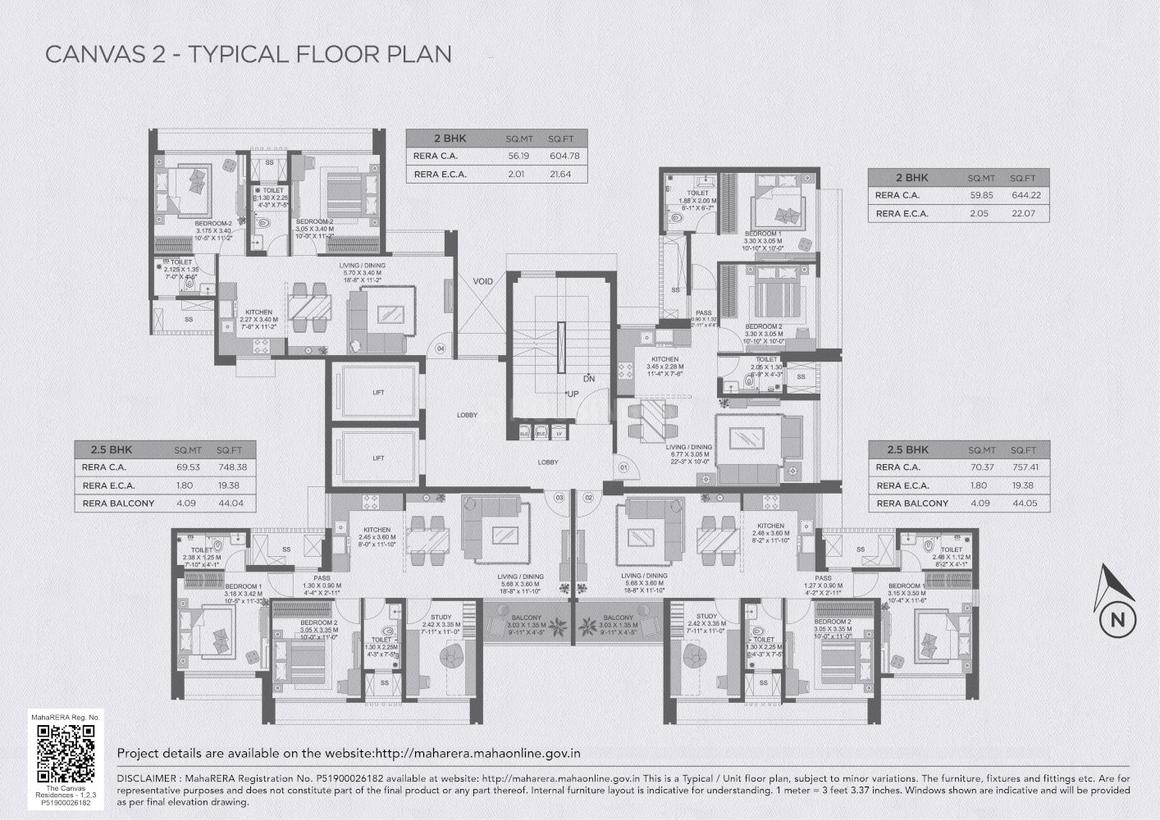 CANVAS 2 - TYPICAL FLOOR PLAN
2 BHK SQ.MT SQ.FT
RERA C.A. 56.19 604.78
RERA E.C.A. 2.01 21.64
2 BHK SQ.MT SQ.FT
RERA C.A. 59.85 644.22
RERA E.C.A. 2.05 22.07
SS
TOILET
1.30 X 2.25
4'-3" X 7'-5"
BEDROOM-2
3.175 X 3.40
10'-5" X 11'-2"
BEDROOM-2
3.05 X 3.40 M
10'-0" X 11'-2"
TOILET
2.125 X 1.35
7'-0" X 4'-6"
SS
LIVING / DINING
5.70 X 3.40 M
18'-8" X 11'-2"
KITCHEN
2.27 X 3.40 M
7'-6" X 11'-2"
04
VOID
DN
UP
LIFT
LIFT
LOBBY
LOBBY
ELE
ELE
LV
TOILET
1.85 X 2.00 M
6'-1" X 6'-7"
BEDROOM 1
3.30 X 3.05 M
10'-10" X 10'-0"
SS
PASS
BEDROOM 2
3.30 X 3.05 M
10'-10" X 10'-0"
KITCHEN
3.45 x 2.28 M
11'-4" X 7'-6"
TOILET
2.05 X 1.30
6'-9" X 4'-3"
SS
LIVING / DINING
6.77 X 3.05 M
22'-3" X 10'-0"
01
2.5 BHK SQ.MT SQ.FT
RERA C.A. 69.53 748.38
RERA E.C.A. 1.80 19.38
RERA BALCONY 4.09 44.04
2.5 BHK SQ.MT SQ.FT
RERA C.A. 70.37 757.41
RERA E.C.A. 1.80 19.38
RERA BALCONY 4.09 44.05
03
02
KITCHEN
2.45 x 3.60 M
8'-0" x 11'-10"
TOILET
2.38 X 1.25 M
7'-10" x 4'-1"
SS
BEDROOM 1
3.18 X 3.42 M
10'-5" x 11'-3"
PASS
1.30 X 0.90 M
4'-4" X 2'-11"
LIVING / DINING
5.68 X 3.60 M
18'-8" x 11'-10"
BEDROOM 2
3.05 X 3.35 M
10'-0" x 11'-0"
TOILET
1.30 X 2.25M
4'-3" x 7'-5"
SS
STUDY
2.42 X 3.35 M
7'-11" x 11'-0"
BALCONY
3.03 X 1.35 M
9'-11" X 4'-5"
BALCONY
3.03 X 1.35 M
9'-11" X 4'-5"
LIVING / DINING
5.68 X 3.60 M
18'-8" x 11'-10"
KITCHEN
2.48 x 3.60 M
8'-2" x 11'-10"
SS
TOILET
2.48 X 1.12 M
8'-2" X 4'-1"
PASS
1.27 X 0.90 M
4'-2" X 2'-11"
BEDROOM 1
3.15 X 3.50 M
10'-4" x 11'-6"
STUDY
2.42 X 3.35 M
7'-11" x 11'-0"
TOILET
1.30 X 2.25 M
4'-3" X 7'-5"
SS
BEDROOM 2
3.05 X 3.35 M
10'-0" x 11'-0"
N
MahaRERA Reg. No.
The Canvas
Residences - 1,2,3
P51900026182
Project details are available on the website:http://maharera.mahaonline.gov.in
DISCLAIMER : MahaRERA Registration No. P51900026182 available at website: http://maharera.mahaonline.gov.in This is a Typical / Unit floor plan, subject to minor variations. The furniture, fixtures and fittings etc. Are for
representative purposes and does not constitute part of the final product or any part thereof. Internal furniture layout is indicative for understanding. 1 meter = 3 feet 3.37 inches. Windows shown are indicative and will be provided
as per final elevation drawing.